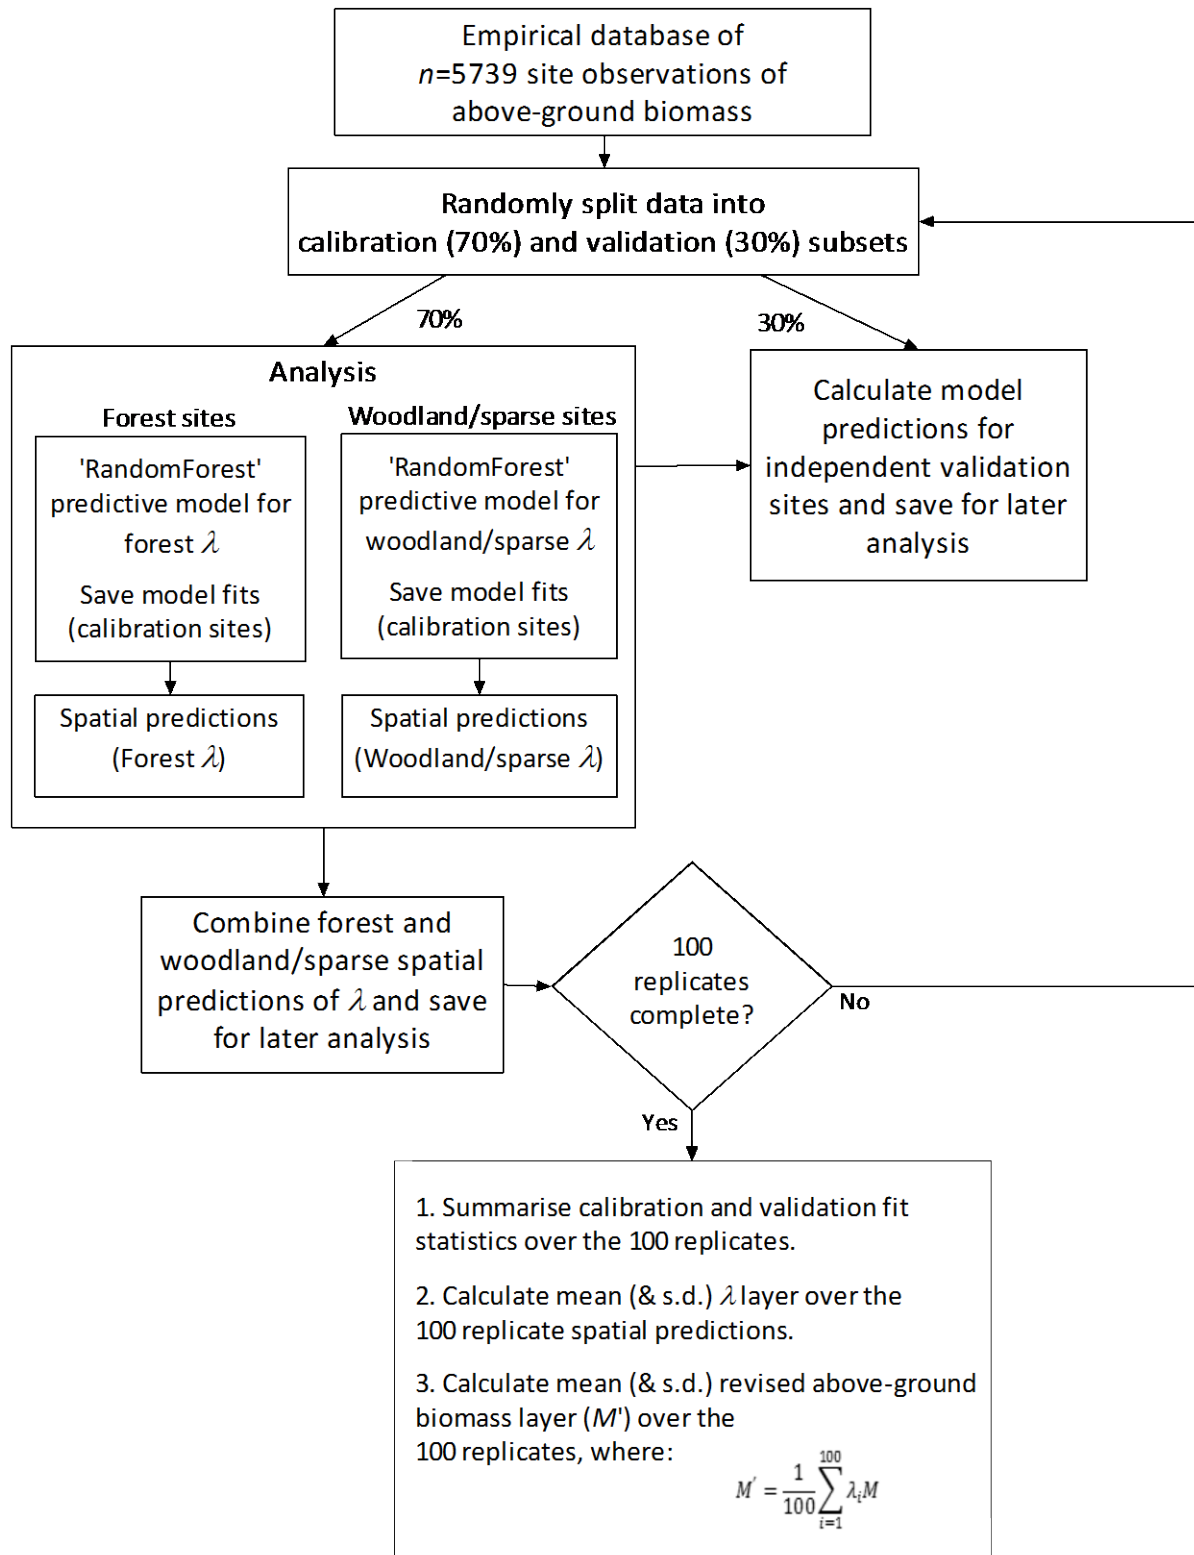 Empirical database of
n=5739 site observations of
above-ground biomass
Randomly split data into
calibration (70%) and validation (30%) subsets
70%
30%
Analysis
Forest sites
'RandomForest'
predictive model for
forest λ
Save model fits
(calibration sites)
Spatial predictions
(Forest λ)
Woodland/sparse sites
'RandomForest'
predictive model for
woodland/sparse λ
Save model fits
(calibration sites)
Spatial predictions
(Woodland/sparse λ)
Calculate model
predictions for
independent validation
sites and save for later
analysis
Combine forest and
woodland/sparse spatial
predictions of λ and save
for later analysis
100
replicates
complete?
No
Yes
1. Summarise calibration and validation fit
statistics over the 100 replicates.
2. Calculate mean (& s.d.) λ layer over the
100 replicate spatial predictions.
3. Calculate mean (& s.d.) revised above-ground
biomass layer (M') over the
100 replicates, where:
M′ = 1/100 ∑_{i=1}^{100} λ_i M